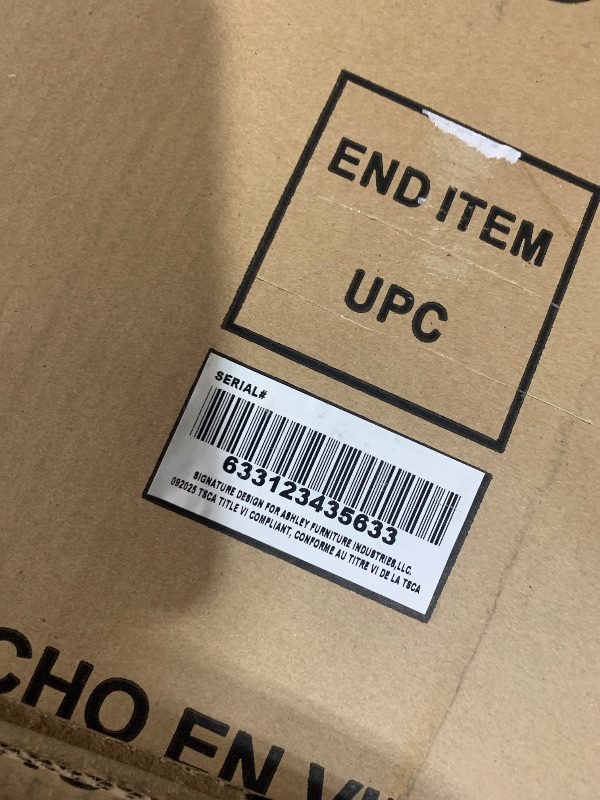 END ITEM
UPC
SERIAL#
633123435633
SIGNATURE DESIGN FOR ASHLEY FURNITURE INDUSTRIES,LLC.
092025 TSCA TITLE VI COMPLIANT, CONFORME AU TITRE VI DE LA TSCA
CHO EN